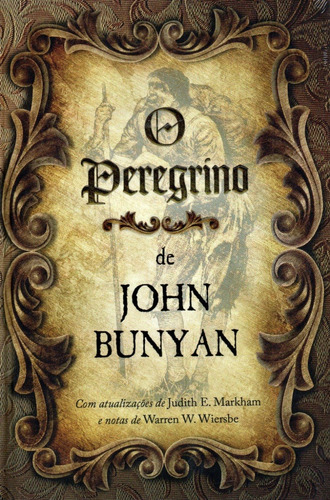 O
Peregrino
de
JOHN
BUNYAN
Com atualizações de Judith E. Markham
e notas de Warren W. Wiersbe